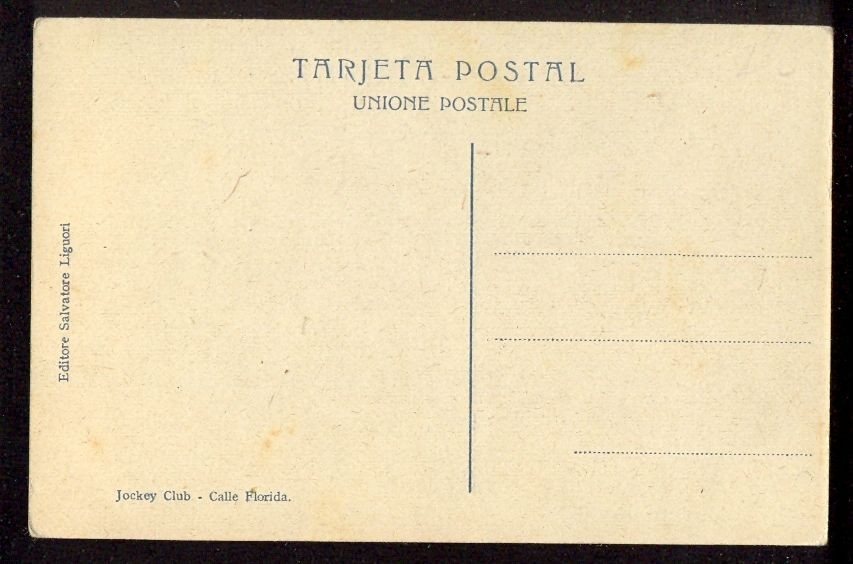 TARJETA POSTAL
UNIONE POSTALE
Editore Salvatore Liguori
Jockey Club - Calle Florida.